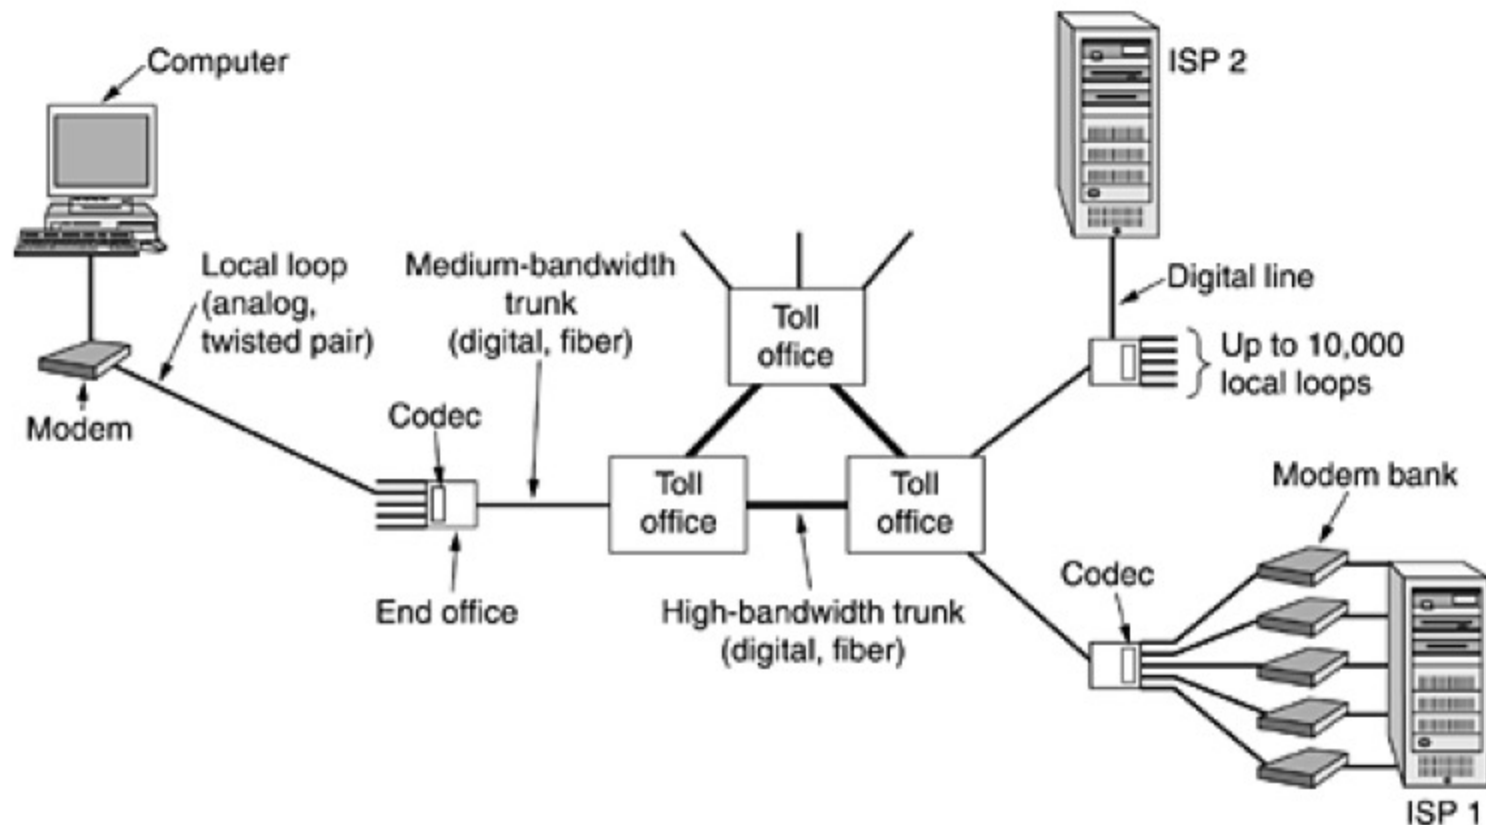 Computer
ISP 2
Local loop
(analog,
twisted pair)
Medium-bandwidth
trunk
(digital, fiber)
Toll
office
Digital line
Up to 10,000
local loops
Modem
Codec
Toll
office
Toll
office
Modem bank
End office
High-bandwidth trunk
(digital, fiber)
Codec
ISP 1